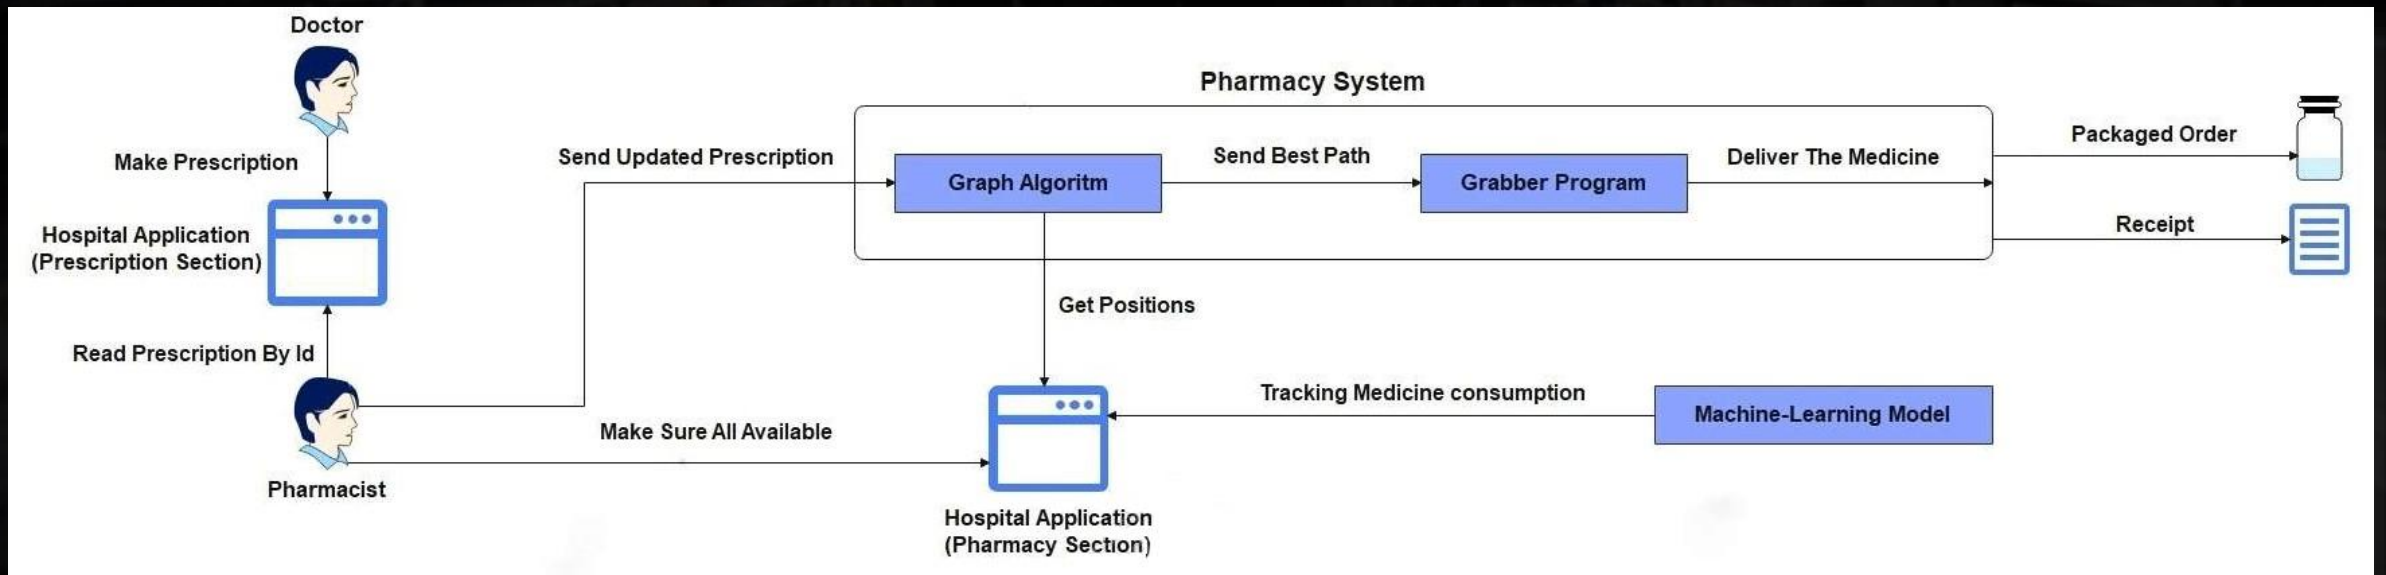 Doctor
Make Prescription
Hospital Application
(Prescription Section)
Read Prescription By Id
Pharmacist
Send Updated Prescription
Make Sure All Available
Pharmacy System
Graph Algoritm
Send Best Path
Grabber Program
Deliver The Medicine
Get Positions
Hospital Application
(Pharmacy Section)
Tracking Medicine consumption
Machine-Learning Model
Packaged Order
Receipt